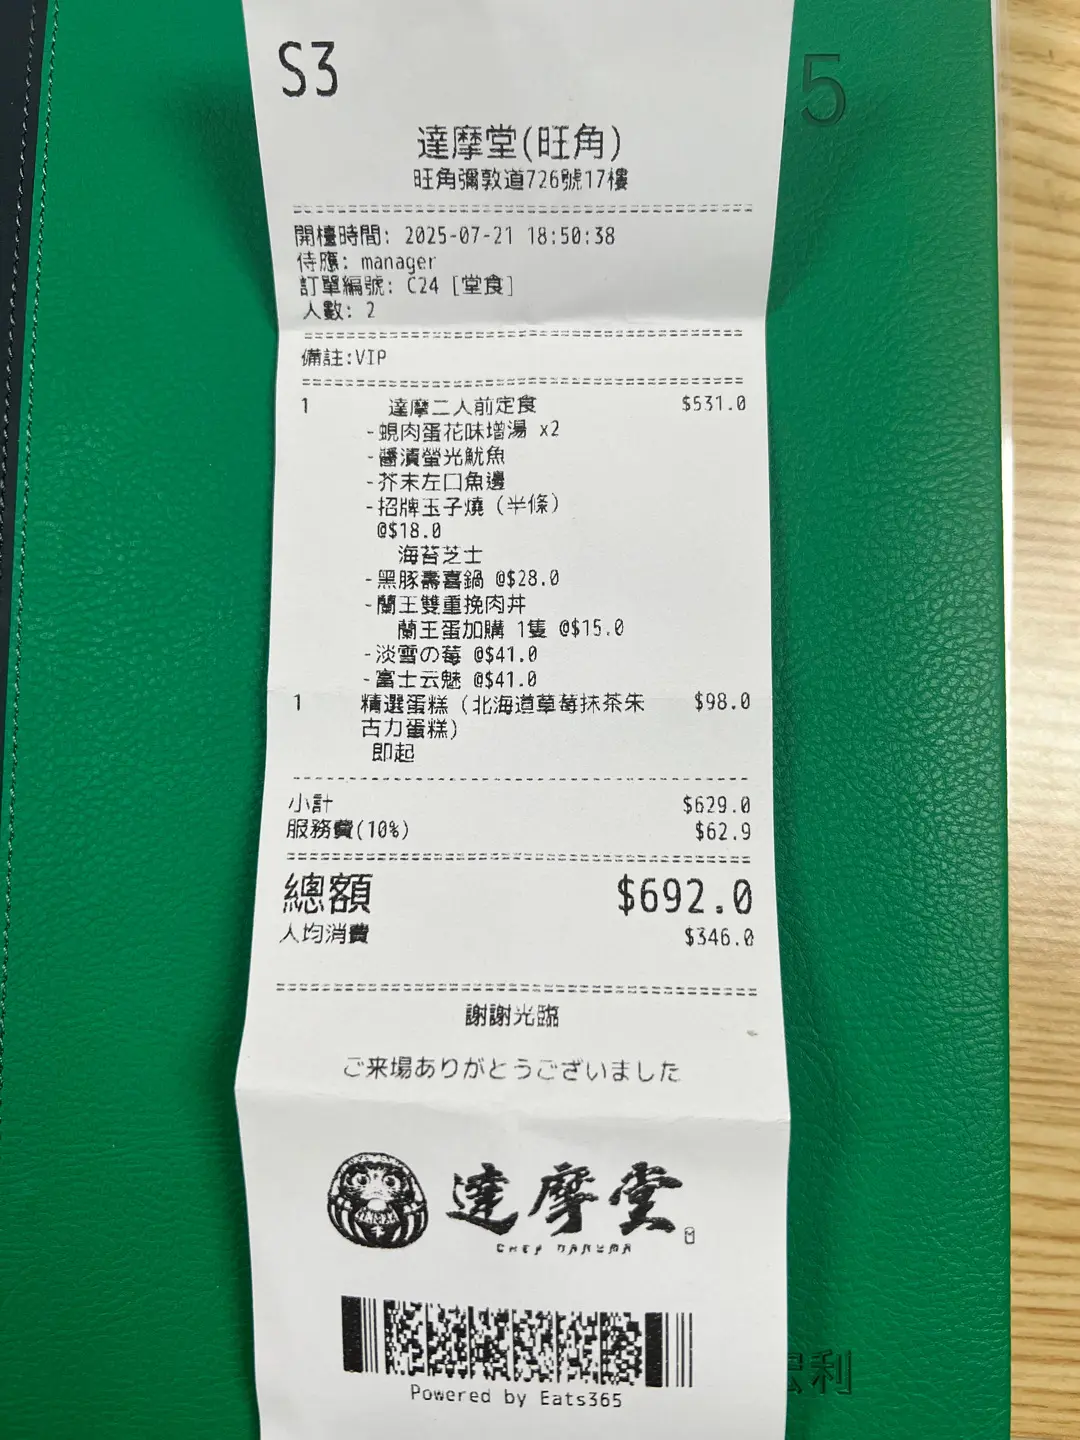 S3
5
達摩堂(旺角)
旺角彌敦道726號17樓
開檯時間: 2025-07-21 18:50:38
侍應: manager
訂單編號: C24 [堂食]
人數: 2
備註:VIP
1 達摩二人前定食 $531.0
-蜆肉蛋花味增湯 x2
-醬漬螢光魷魚
-芥末左口魚邊
-招牌玉子燒 (半條)
@$18.0
海苔芝士
-黑豚壽喜鍋 @$28.0
-蘭王雙重挽肉丼
蘭王蛋加購 1隻 @$15.0
-淡雪の莓 @$41.0
-富士云魅 @$41.0
1 精選蛋糕 (北海道草莓抹茶朱 $98.0
古力蛋糕)
即起
小計 $629.0
服務費(10%) $62.9
總額 $692.0
人均消費 $346.0
謝謝光臨
ご来場ありがとうございました
達摩堂
CHEF DARUMA
Powered by Eats365
宏利